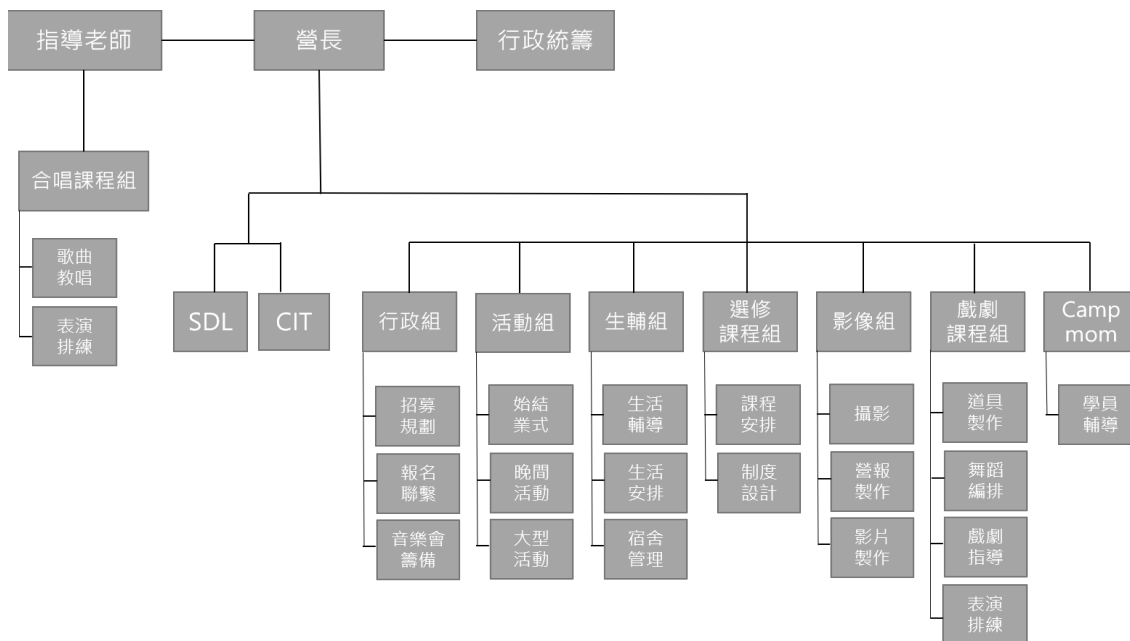 指導老師
營長
行政統籌
合唱課程組
歌曲
教唱
表演
排練
SDL
CIT
行政組
招募
規劃
報名
聯繫
音樂會
籌備
活動組
始結
業式
晚間
活動
大型
活動
生輔組
生活
輔導
生活
安排
宿舍
管理
選修
課程組
課程
安排
制度
設計
影像組
攝影
營報
製作
影片
製作
戲劇
課程組
道具
製作
舞蹈
編排
戲劇
指導
表演
排練
Camp
mom
學員
輔導